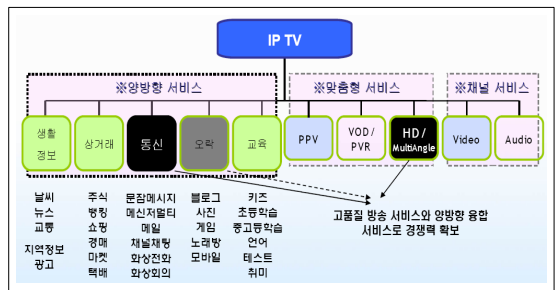 IP TV
※양방향 서비스
※맞춤형 서비스
※채널 서비스
생활
정보
상거래
통신
오락
교육
PPV
VOD /
PVR
HD /
MultiAngle
Video
Audio
날씨
뉴스
교통
지역정보
광고
주식
뱅킹
쇼핑
경매
마켓
택배
문잠메시지
메신저멀티
메일
채널채팅
화상전화
화상회의
블로그
사진
게임
노래방
모바일
키즈
초등학습
중고등학습
언어
테스트
취미
고품질 방송 서비스와 양방향 융합
서비스로 경쟁력 확보